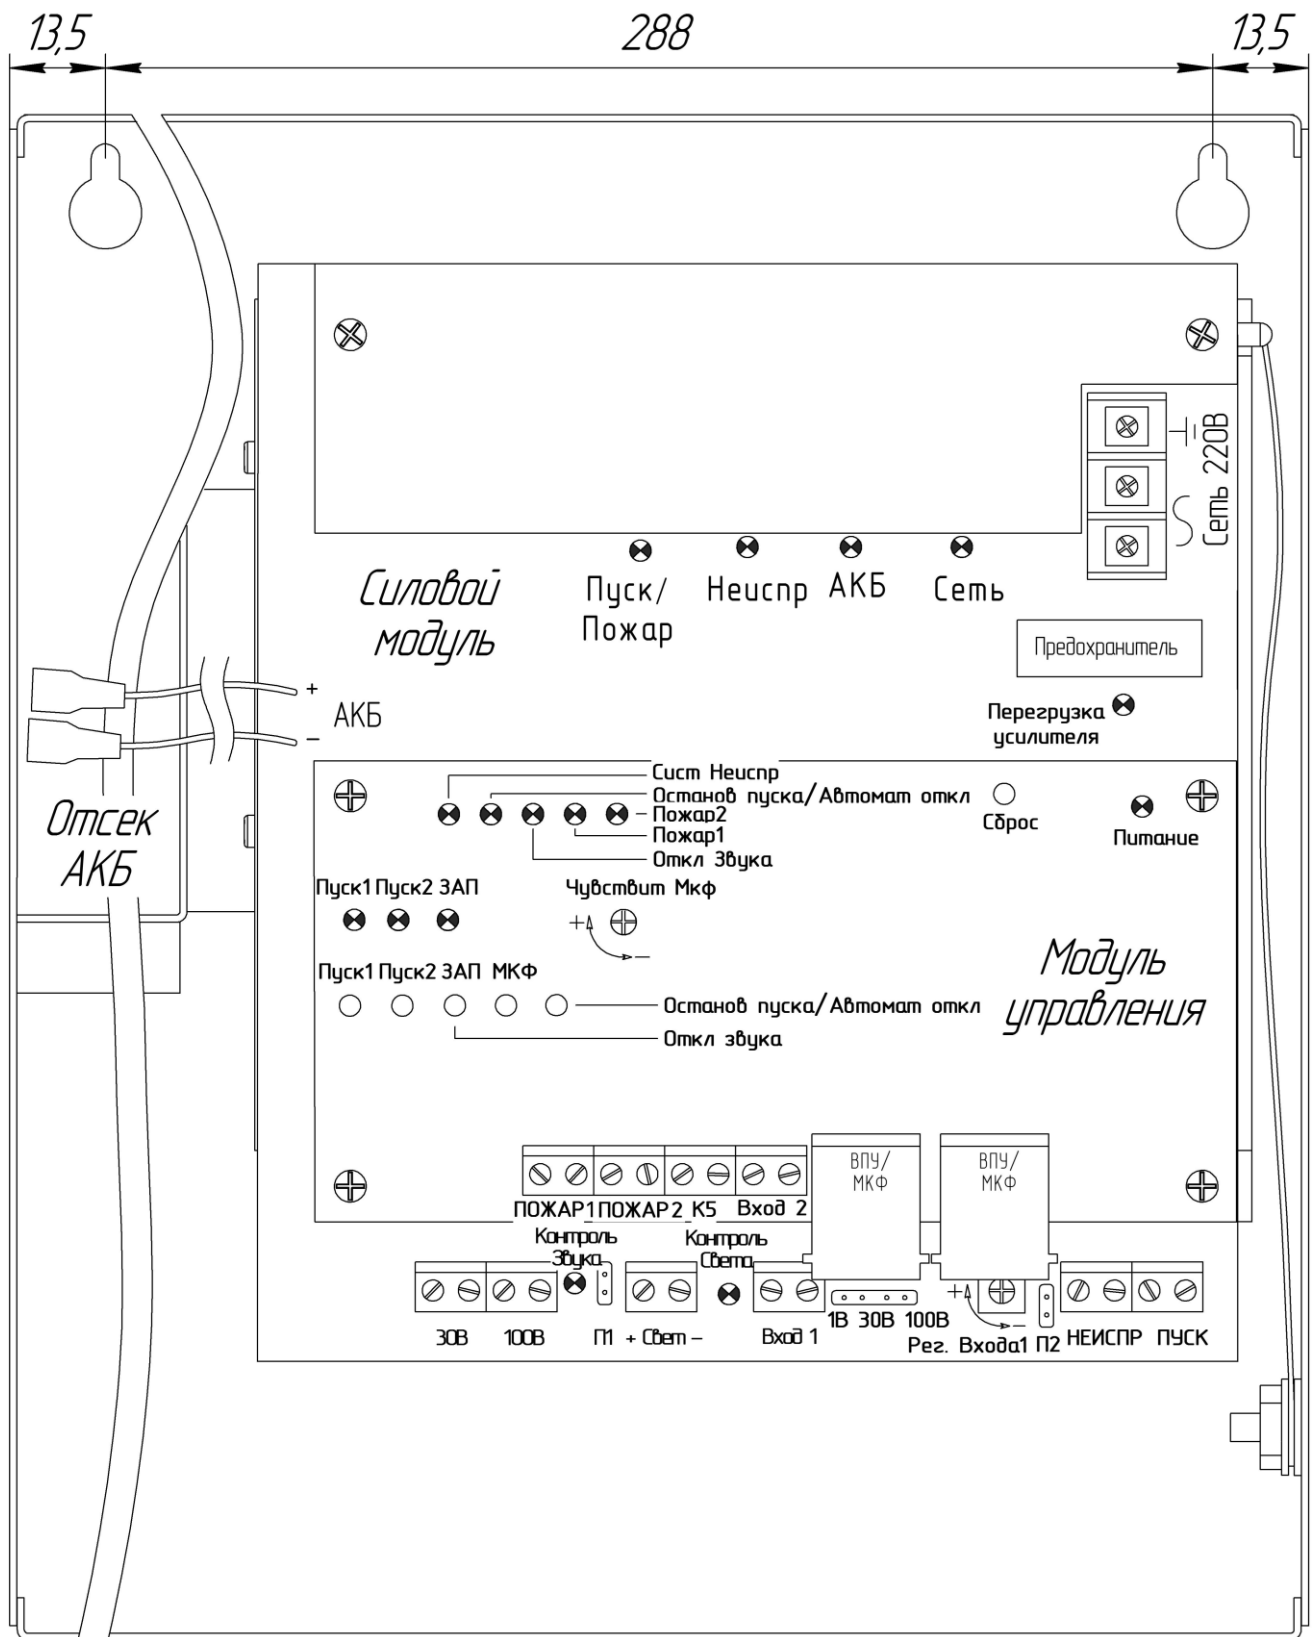 13,5 288 13,5
Сеть 220В
Силовой
модуль
Пуск/
Пожар
Неиспр АКБ Сеть
Предохранитель
+
АКБ
−
Перегрузка
усилителя
Отсек
АКБ
Сист Неиспр
Останов пуска/Автомат откл
Пожар2
Пожар1
Откл Звука
Сброс
Питание
Пуск1 Пуск2 ЗАП
Чувствит Мкф
+
−
Пуск1 Пуск2 ЗАП МКФ
Останов пуска/Автомат откл
Откл звука
Модуль
управления
ВПУ/
МКФ
ВПУ/
МКФ
ПОЖАР1 ПОЖАР2 К5 Вход 2
Контроль
Звука
Контроль
Света
+
−
1В 30В 100В
30В 100В П1 + Свет − Вход 1 Рег. Входа1 П2 НЕИСПР ПУСК